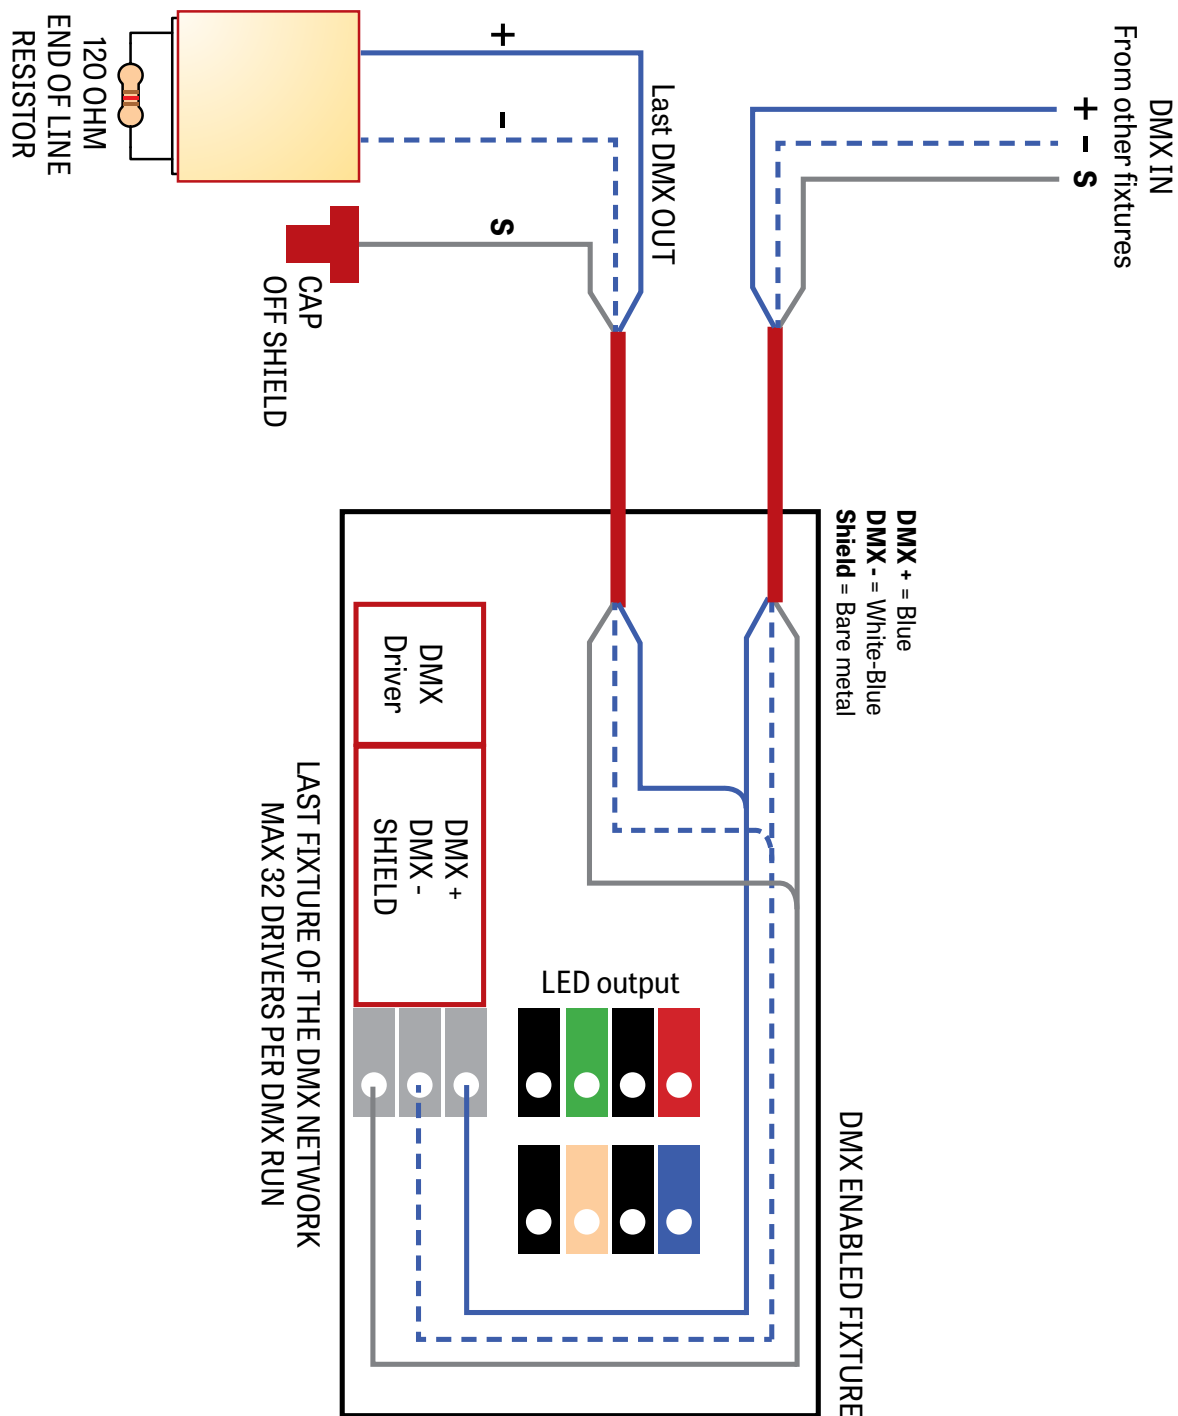 DMX IN
From other fixtures
+
-
S
Last DMX OUT
+
-
S
120 OHM
END OF LINE
RESISTOR
CAP
OFF SHIELD
DMX + = Blue
DMX - = White-Blue
Shield = Bare metal
DMX ENABLED FIXTURE
DMX
Driver
DMX +
DMX -
SHIELD
LED output
LAST FIXTURE OF THE DMX NETWORK
MAX 32 DRIVERS PER DMX RUN